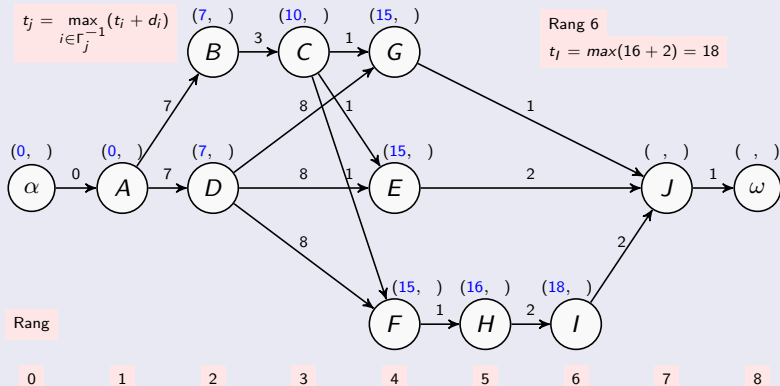 t_j = max_{i∈Γ_j^{-1}}(t_i + d_i)
Rang 6
t_I = max(16 + 2) = 18
(7, )
(10, )
(15, )
B
3
C
1
G
7
8
1
1
(0, )
(0, )
(7, )
(15, )
( , )
( , )
α
0
A
7
D
8
1
E
2
J
1
ω
8
2
(15, )
(16, )
(18, )
F
1
H
2
I
Rang
0 1 2 3 4 5 6 7 8